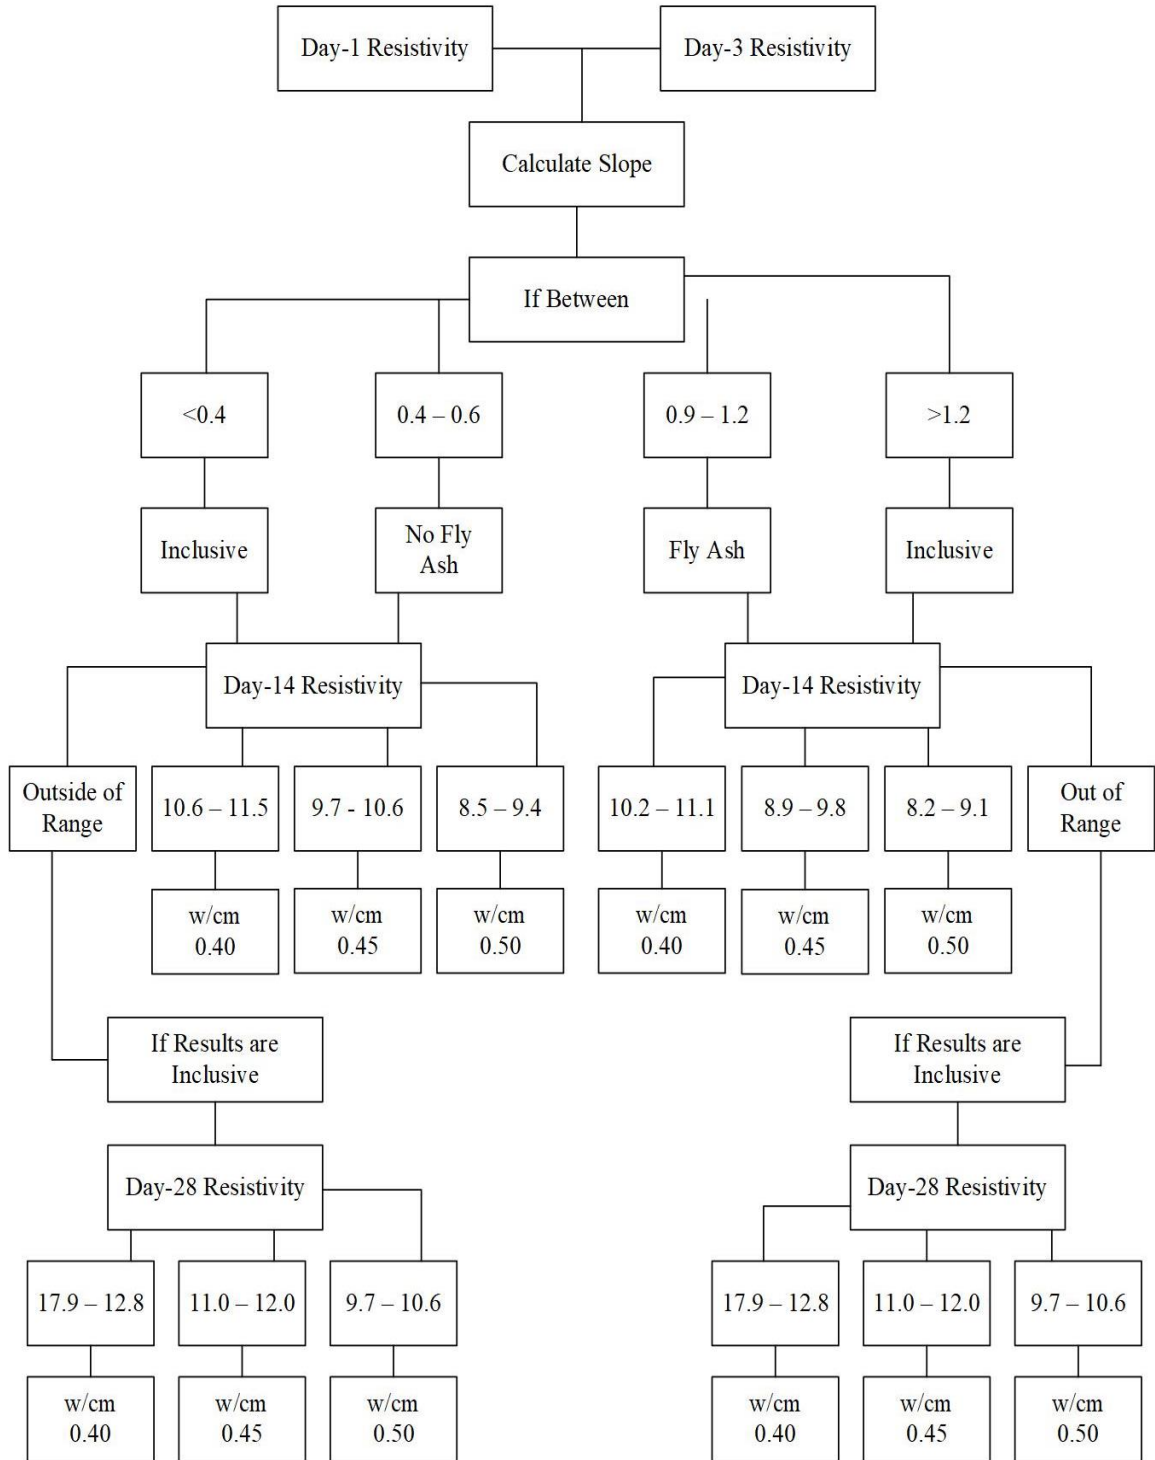 Day-1 Resistivity
Day-3 Resistivity
Calculate Slope
If Between
<0.4
0.4 – 0.6
0.9 – 1.2
>1.2
Inclusive
No Fly
Ash
Fly Ash
Inclusive
Day-14 Resistivity
Day-14 Resistivity
Outside of
Range
10.6 – 11.5
9.7 - 10.6
8.5 – 9.4
10.2 – 11.1
8.9 – 9.8
8.2 – 9.1
Out of
Range
w/cm
0.40
w/cm
0.45
w/cm
0.50
w/cm
0.40
w/cm
0.45
w/cm
0.50
If Results are
Inclusive
If Results are
Inclusive
Day-28 Resistivity
Day-28 Resistivity
17.9 – 12.8
11.0 – 12.0
9.7 – 10.6
17.9 – 12.8
11.0 – 12.0
9.7 – 10.6
w/cm
0.40
w/cm
0.45
w/cm
0.50
w/cm
0.40
w/cm
0.45
w/cm
0.50